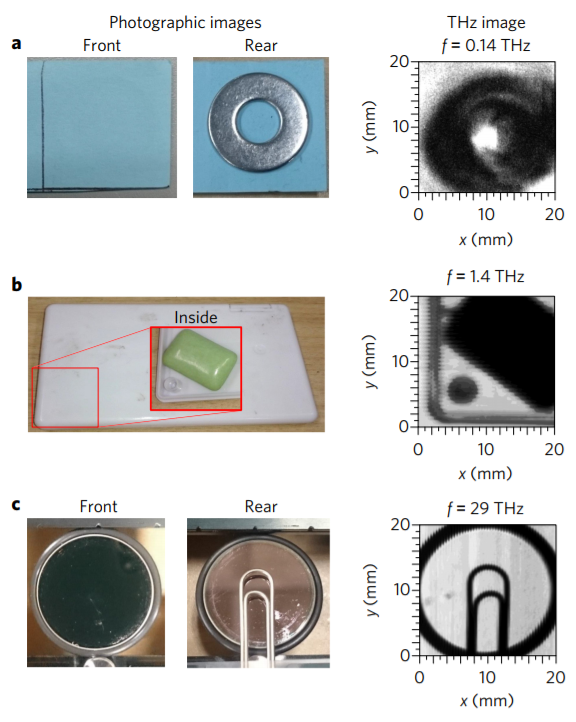 Photographic images
THz image
a
Front
Rear
f = 0.14 THz
20
10
0
y (mm)
0
10
20
x (mm)
b
f = 1.4 THz
Inside
20
10
0
y (mm)
0
10
20
x (mm)
c
Front
Rear
f = 29 THz
20
10
0
y (mm)
0
10
20
x (mm)